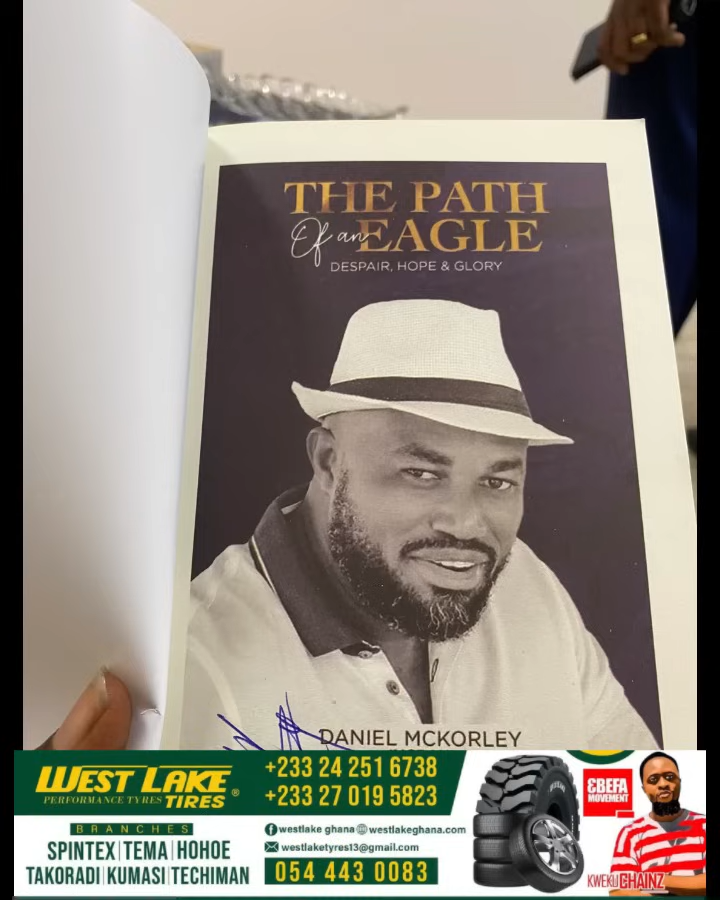 THE PATH
Of an EAGLE
DESPAIR, HOPE & GLORY
DANIEL MCKORLEY
WEST LAKE
PERFORMANCE TYRES TIRES ®
+233 24 251 6738
+233 27 019 5823
BRANCHES
SPINTEX | TEMA | HOHOE
TAKORADI | KUMASI | TECHIMAN
westlake ghana westlakeghana.com
westlaketyres13@gmail.com
054 443 0083
ƐBEFA
MOVEMENT
KWEKU CHAINZ